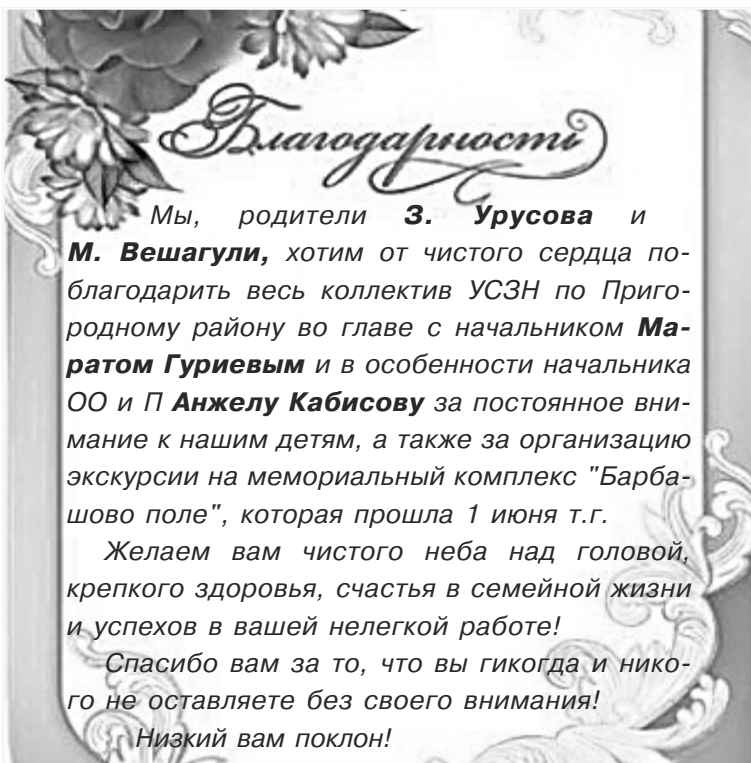 Благодарность
Мы, родители З. Урусова и
М. Вешагули, хотим от чистого сердца по-
благодарить весь коллектив УСЗН по Приго-
родному району во главе с начальником Ма-
ратом Гуриевым и в особенности начальника
ОО и П Анжелу Кабисову за постоянное вни-
мание к нашим детям, а также за организацию
экскурсии на мемориальный комплекс "Барба-
шово поле", которая прошла 1 июня т.г.
Желаем вам чистого неба над головой,
крепкого здоровья, счастья в семейной жизни
и успехов в вашей нелегкой работе!
Спасибо вам за то, что вы гикогда и нико-
го не оставляете без своего внимания!
Низкий вам поклон!